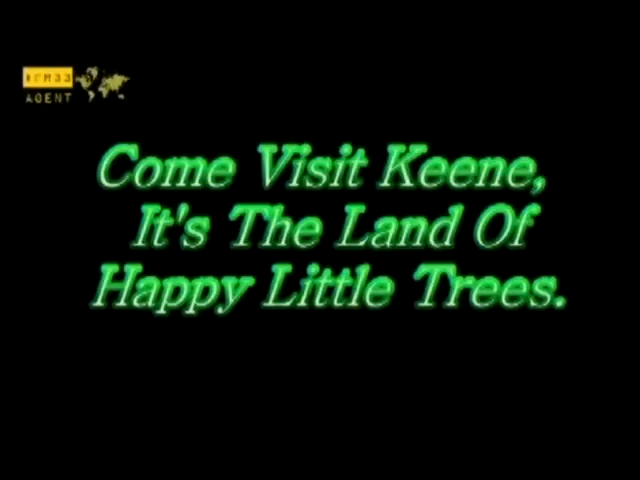 AGENT
Come Visit Keene,
It's The Land Of
Happy Little Trees.